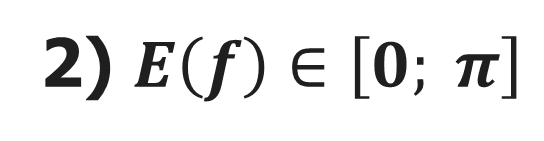 2) E(f) ∈ [0; π]